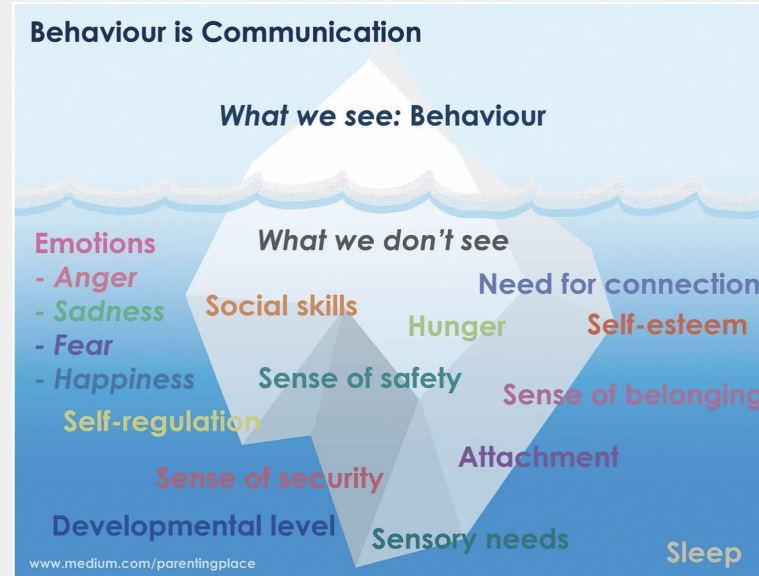 Behaviour is Communication
What we see: Behaviour
What we don't see
Emotions
- Anger
- Sadness
- Fear
- Happiness
Need for connection
Social skills
Hunger
Self-esteem
Sense of safety
Sense of belonging
Self-regulation
Attachment
Sense of security
Developmental level
Sensory needs
Sleep
www.medium.com/parentingplace